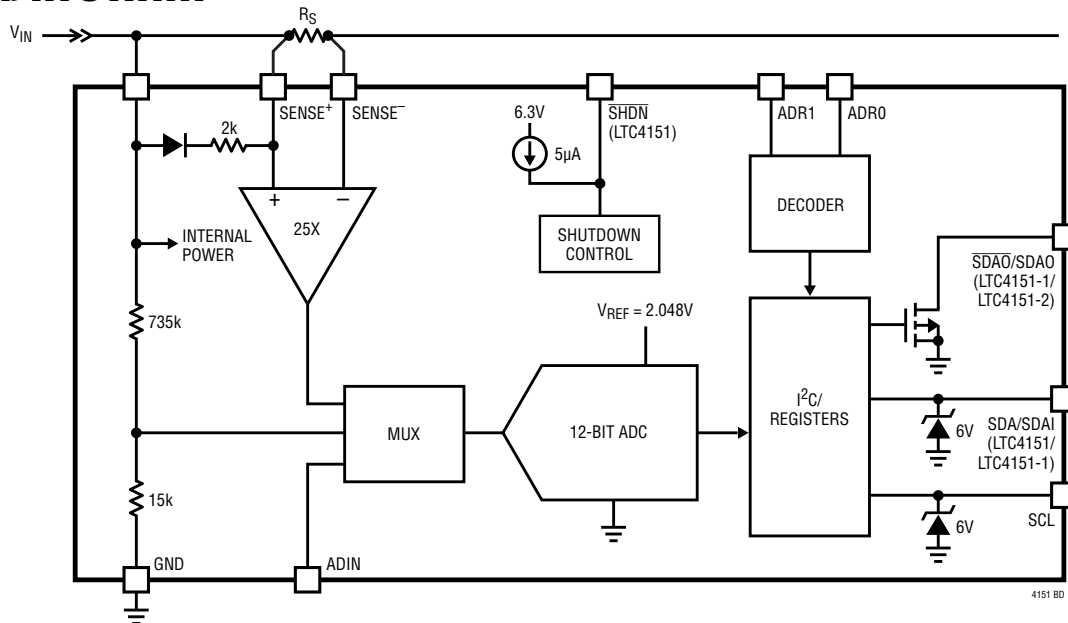 R_S
V_IN
SENSE⁺
SENSE⁻
2k
6.3V
5µA
S̅H̅D̅N̅
(LTC4151)
ADR1
ADR0
+
–
25X
DECODER
INTERNAL
POWER
SHUTDOWN
CONTROL
S̅D̅A̅O̅/SDAO
(LTC4151-1/
LTC4151-2)
735k
V_REF = 2.048V
MUX
12-BIT ADC
I²C/
REGISTERS
6V
SDA/SDAI
(LTC4151/
LTC4151-1)
15k
6V
SCL
GND
ADIN
4151 BD